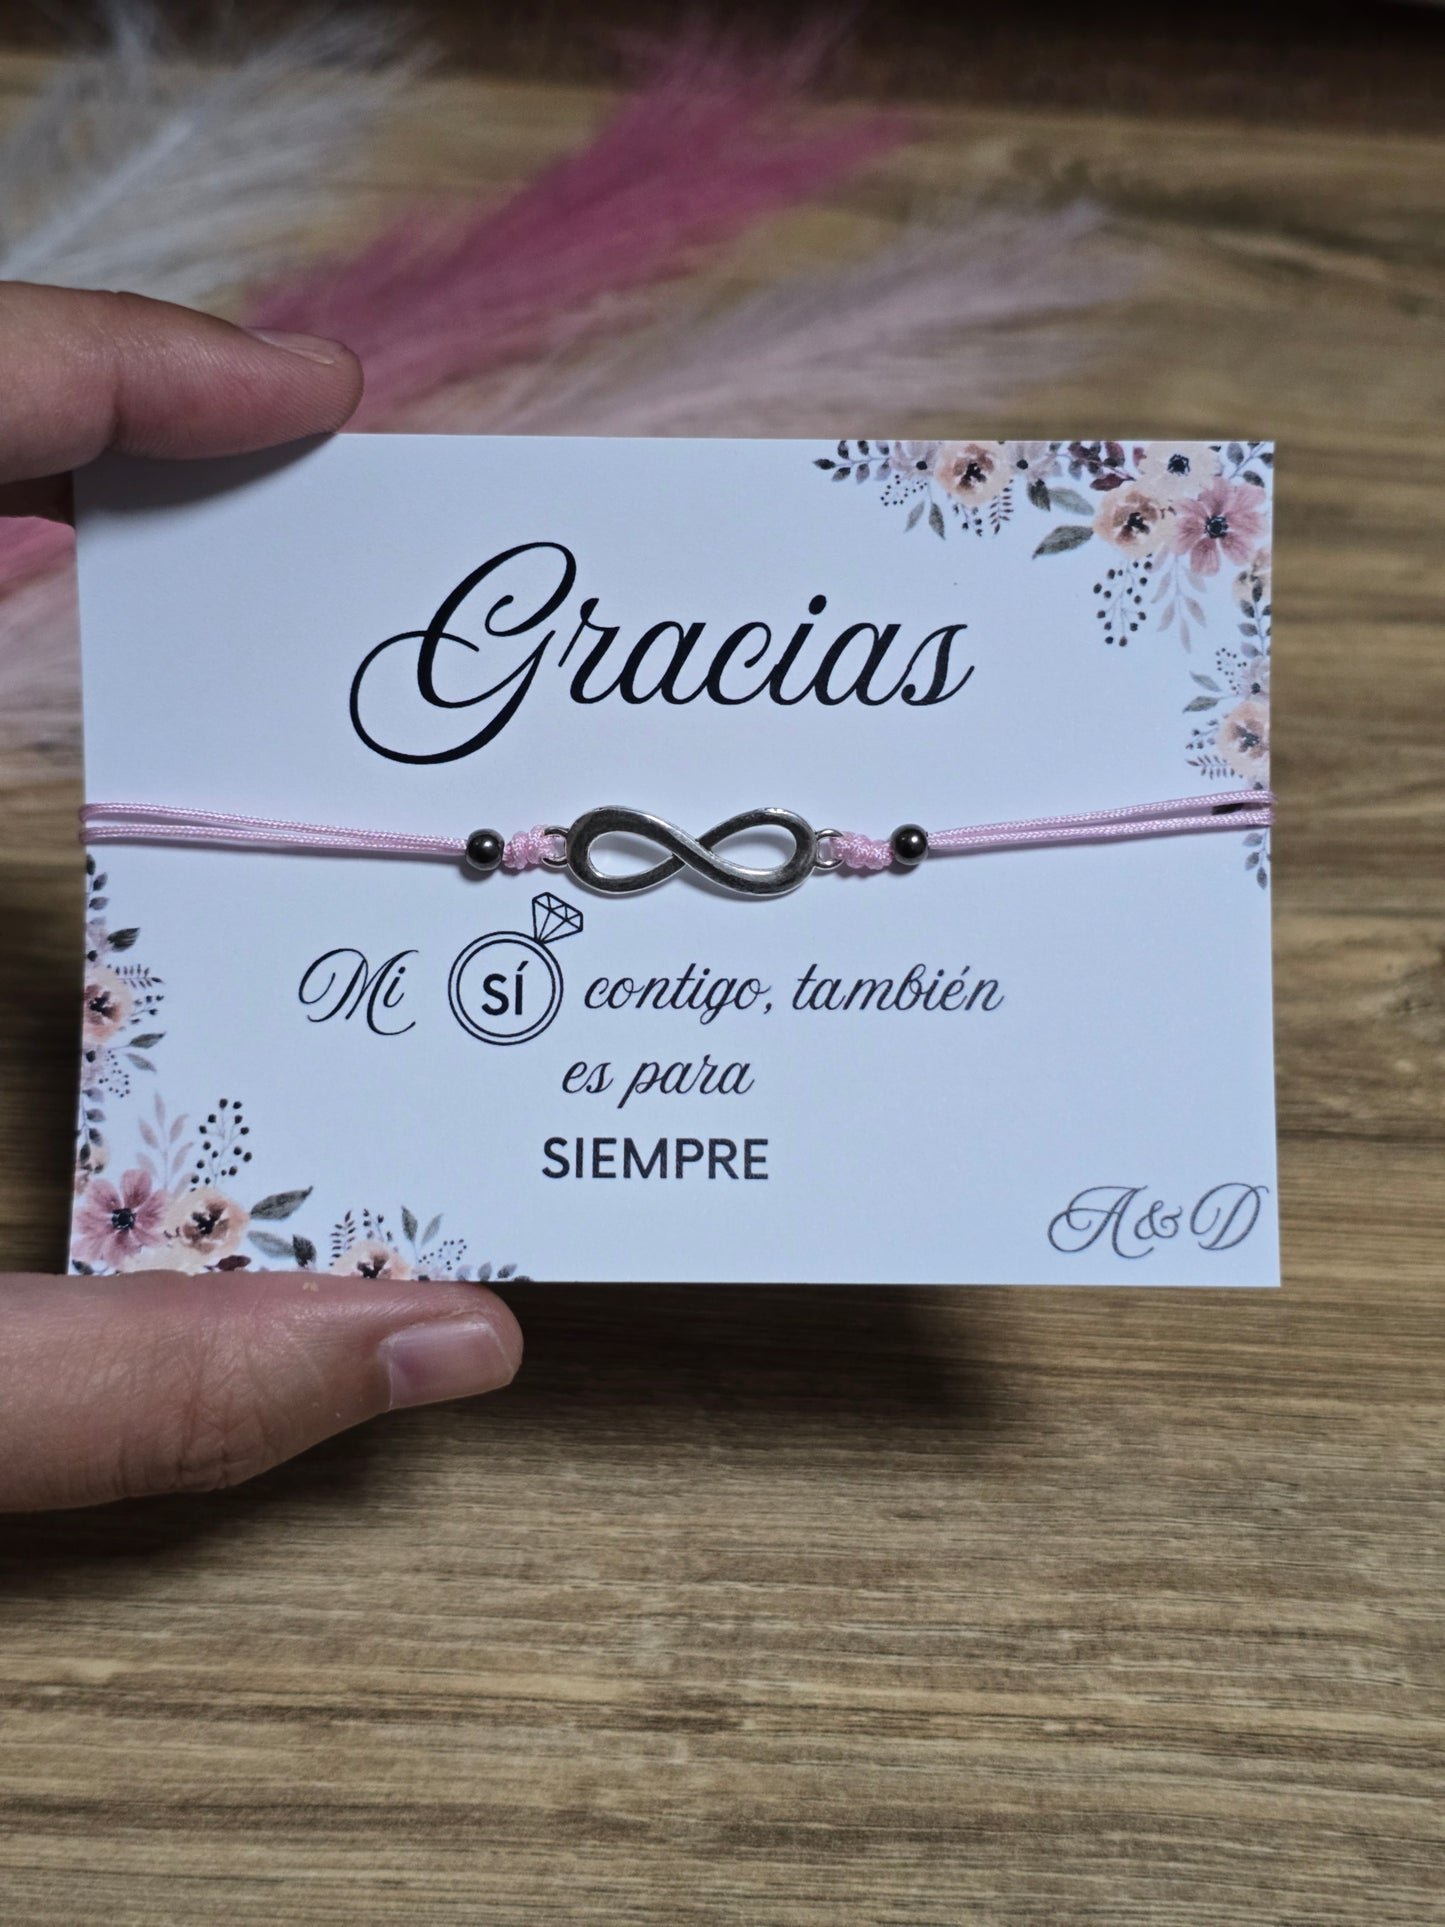 Gracias
Mi SÍ contigo, también
es para
SIEMPRE
A & D